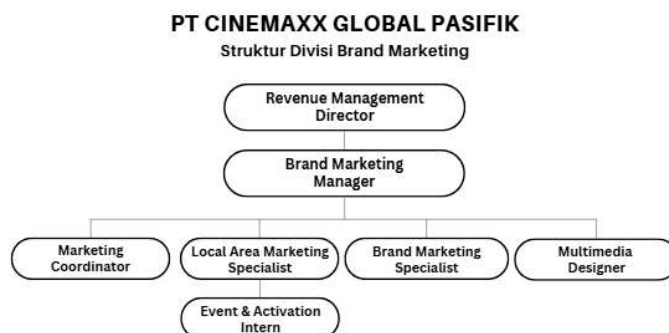 PT CINEMAXX GLOBAL PASIFIK
Struktur Divisi Brand Marketing
Revenue Management
Director
Brand Marketing
Manager
Marketing
Coordinator
Local Area Marketing
Specialist
Brand Marketing
Specialist
Multimedia
Designer
Event & Activation
Intern